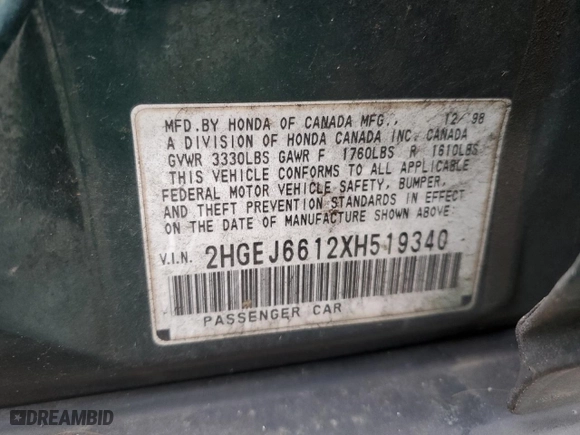 MFD. BY HONDA OF CANADA MFG., 12/98
A DIVISION OF HONDA CANADA INC. CANADA
GVWR 3330LBS GAWR F 1760LBS R 1610LBS
THIS VEHICLE CONFORMS TO ALL APPLICABLE
FEDERAL MOTOR VEHICLE SAFETY, BUMPER,
AND THEFT PREVENTION STANDARDS IN EFFECT
ON THE DATE OF MANUFACTURE SHOWN ABOVE.
V.I.N. 2HGEJ6612XH519340
PASSENGER CAR
DREAMBID